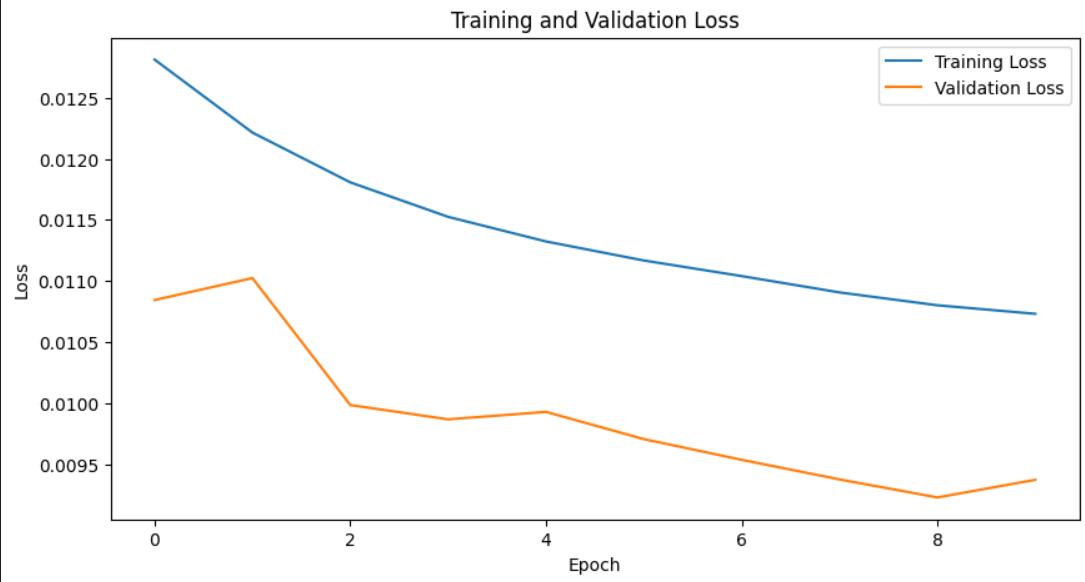 Training and Validation Loss
Training Loss
Validation Loss
0.0125
0.0120
0.0115
0.0110
0.0105
0.0100
0.0095
Loss
0 2 4 6 8
Epoch